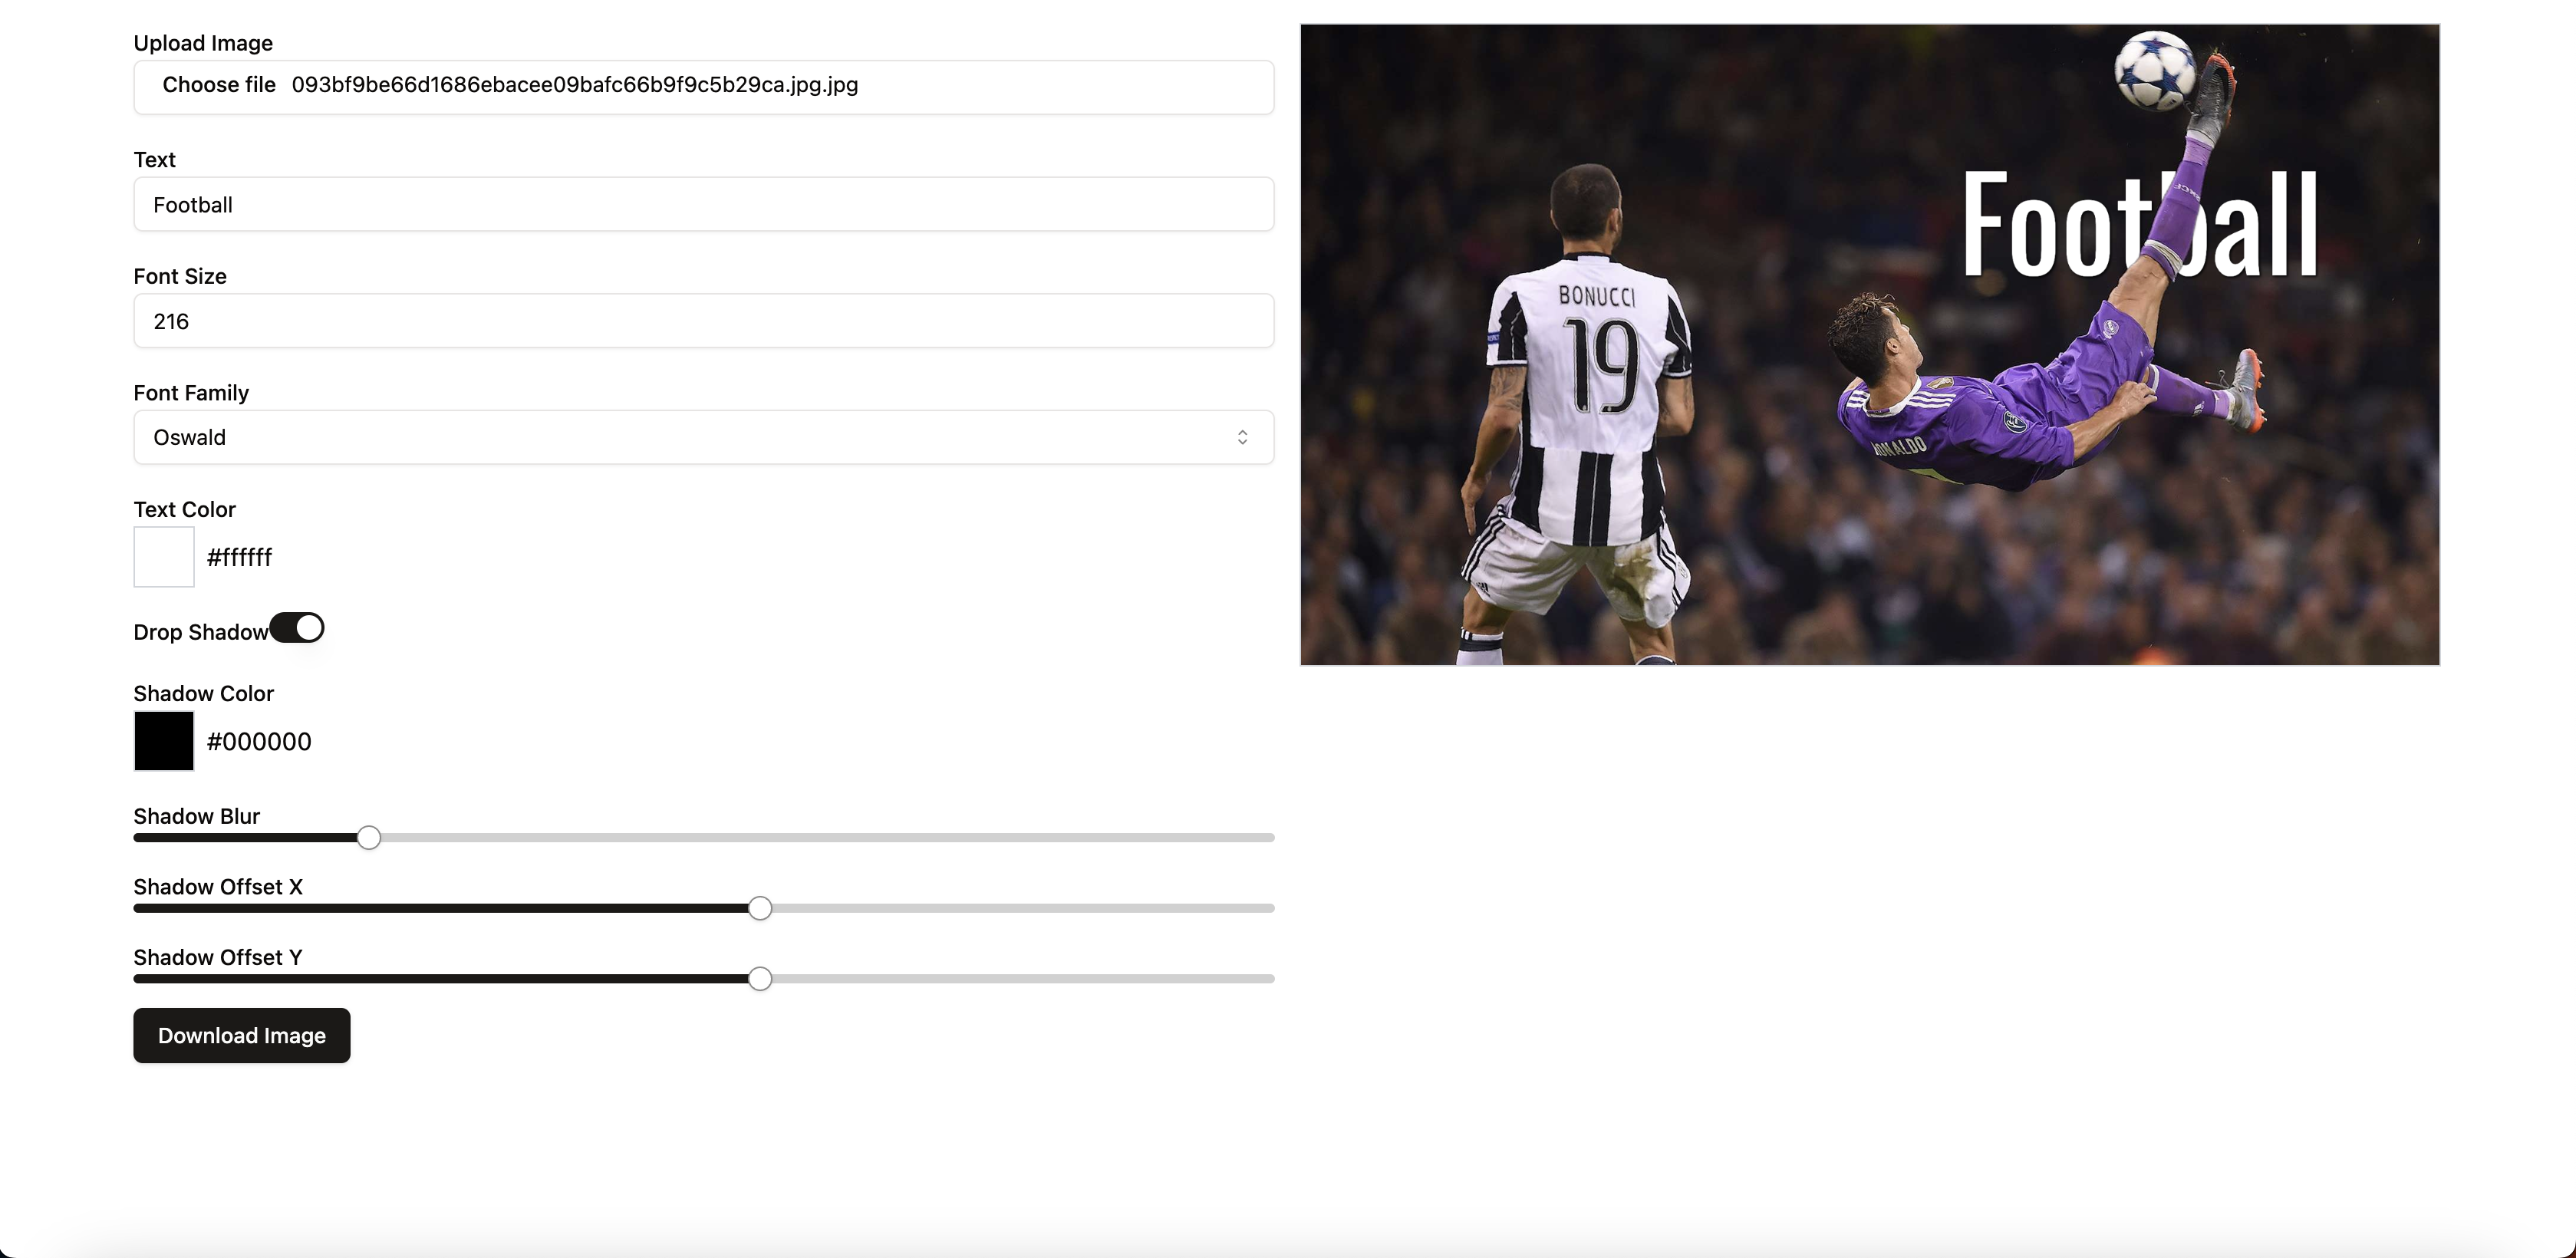 Upload Image
Choose file 093bf9be66d1686ebacee09bafc66b9f9c5b29ca.jpg.jpg
Text
Football
Font Size
216
Font Family
Oswald
Text Color
#ffffff
Drop Shadow
Shadow Color
#000000
Shadow Blur
Shadow Offset X
Shadow Offset Y
Download Image
Football
BONUCCI
19
RONALDO